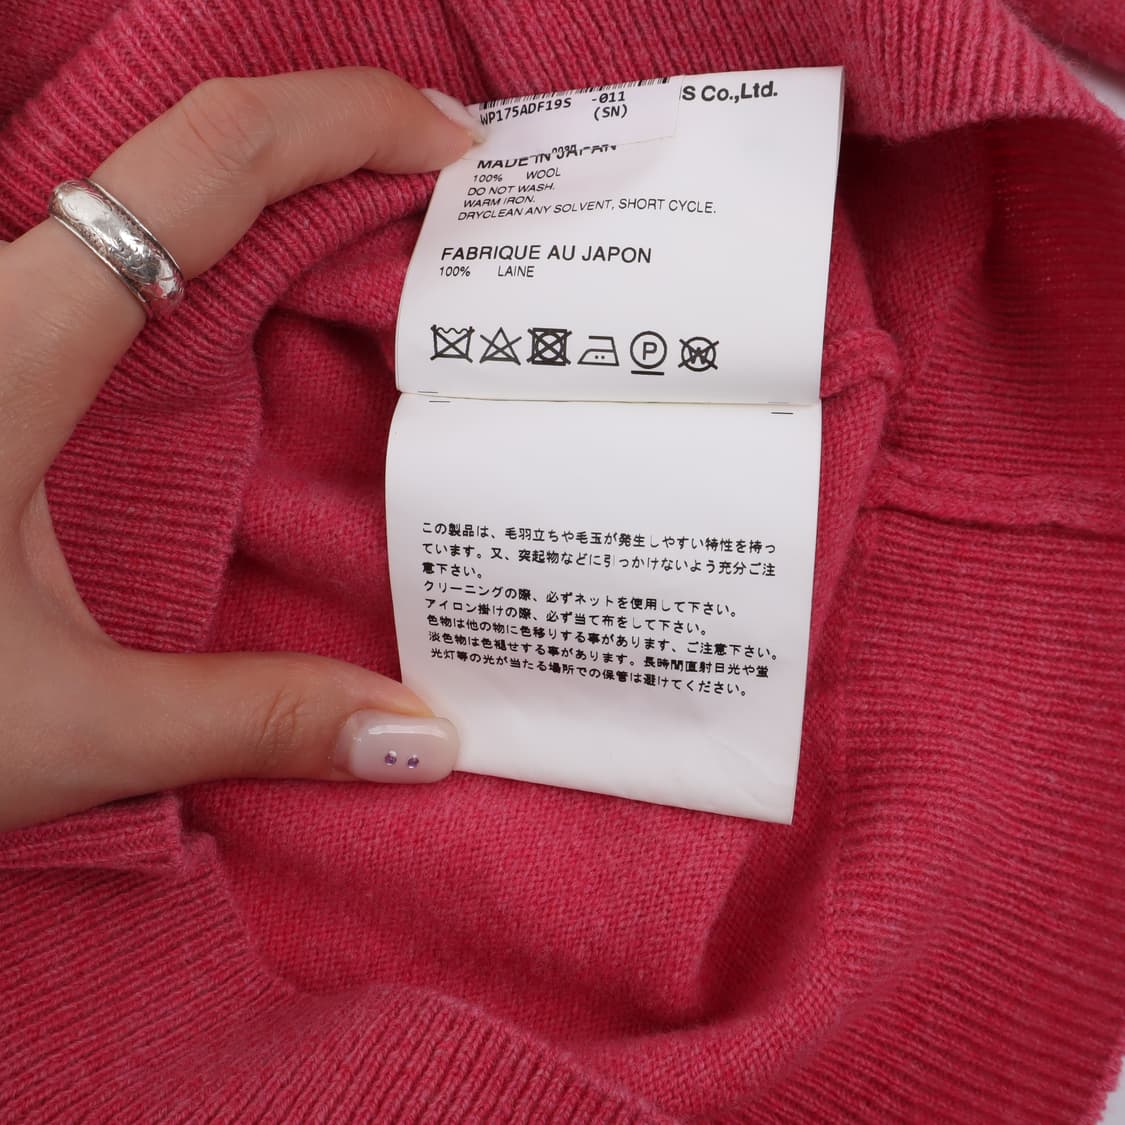 WP175ADF19S -011
(SN)
S Co.,Ltd.
MADE IN JAPAN
100% WOOL
DO NOT WASH.
WARM IRON.
DRYCLEAN ANY SOLVENT, SHORT CYCLE.
FABRIQUE AU JAPON
100% LAINE
P
W
この製品は、毛羽立ちや毛玉が発生しやすい特性を持っ
ています。又、突起物などに引っかけないよう充分ご注
意下さい。
クリーニングの際、必ずネットを使用して下さい。
アイロン掛けの際、必ず当て布をして下さい。
色物は他の物に色移りする事があります、ご注意下さい。
淡色物は色褪せする事があります。長時間直射日光や蛍
光灯等の光が当たる場所での保管は避けてください。